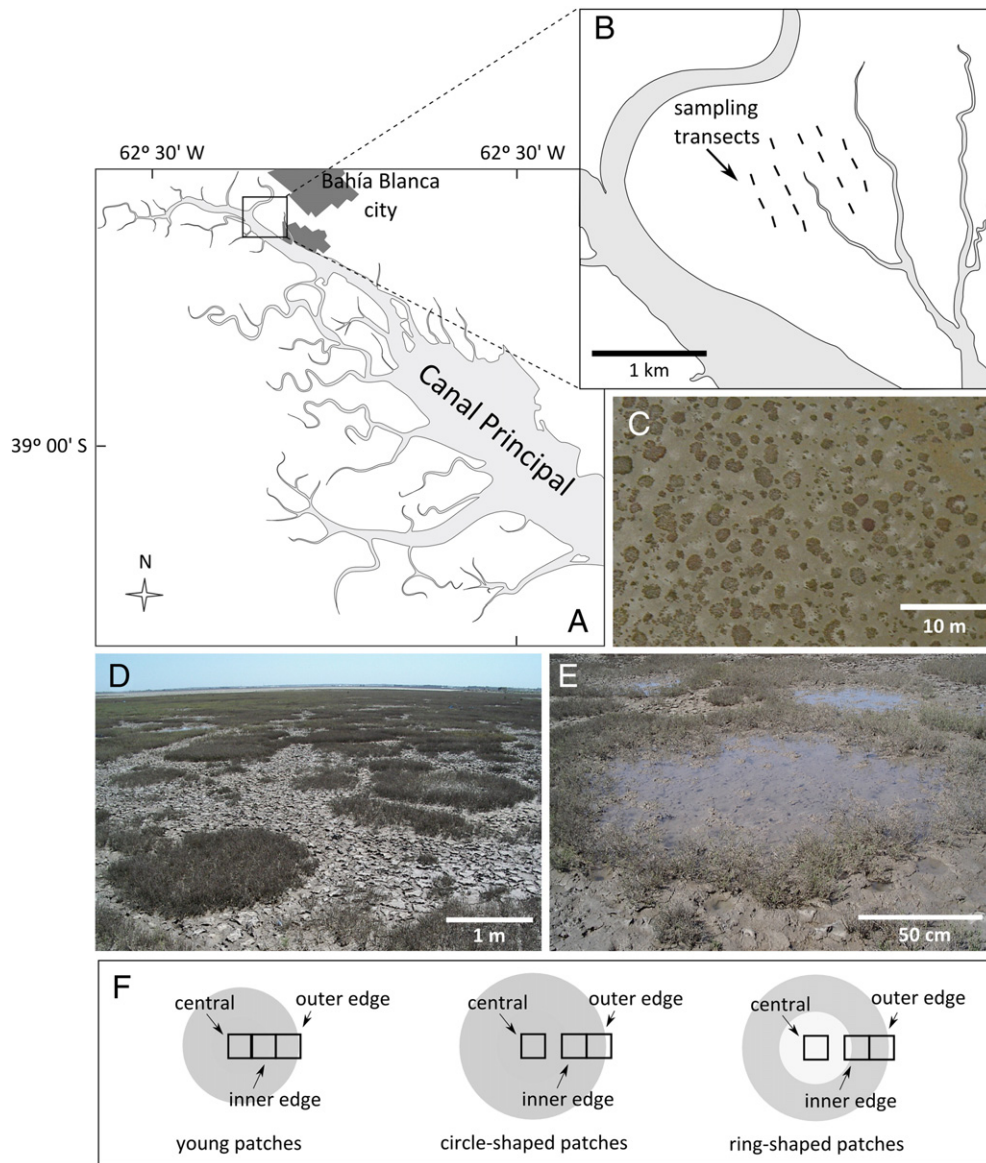 62º 30' W
62º 30' W
Bahía Blanca
city
39º 00' S
Canal Principal
N
A
B
sampling
transects
1 km
C
10 m
D
1 m
E
50 cm
F
central
outer edge
inner edge
young patches
central
outer edge
inner edge
circle-shaped patches
central
outer edge
inner edge
ring-shaped patches